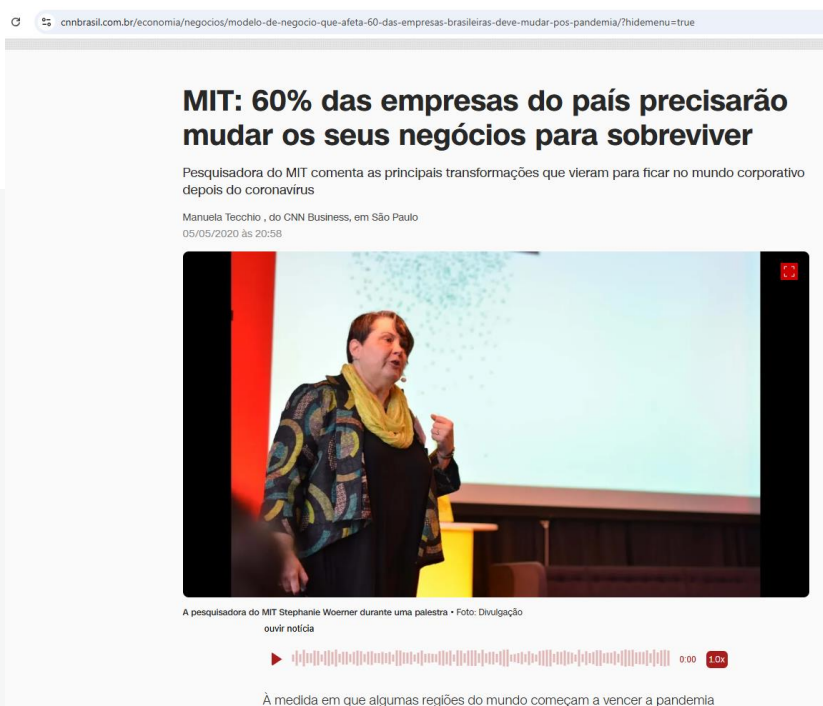 cnnbrasil.com.br/economia/negocios/modelo-de-negocio-que-afeta-60-das-empresas-brasileiras-deve-mudar-pos-pandemia/?hidemenu=true
MIT: 60% das empresas do país precisarão
mudar os seus negócios para sobreviver
Pesquisadora do MIT comenta as principais transformações que vieram para ficar no mundo corporativo
depois do coronavírus
Manuela Tecchio , do CNN Business, em São Paulo
05/05/2020 às 20:58
A pesquisadora do MIT Stephanie Woerner durante uma palestra • Foto: Divulgação
ouvir notícia
0:00 1.0x
À medida em que algumas regiões do mundo começam a vencer a pandemia